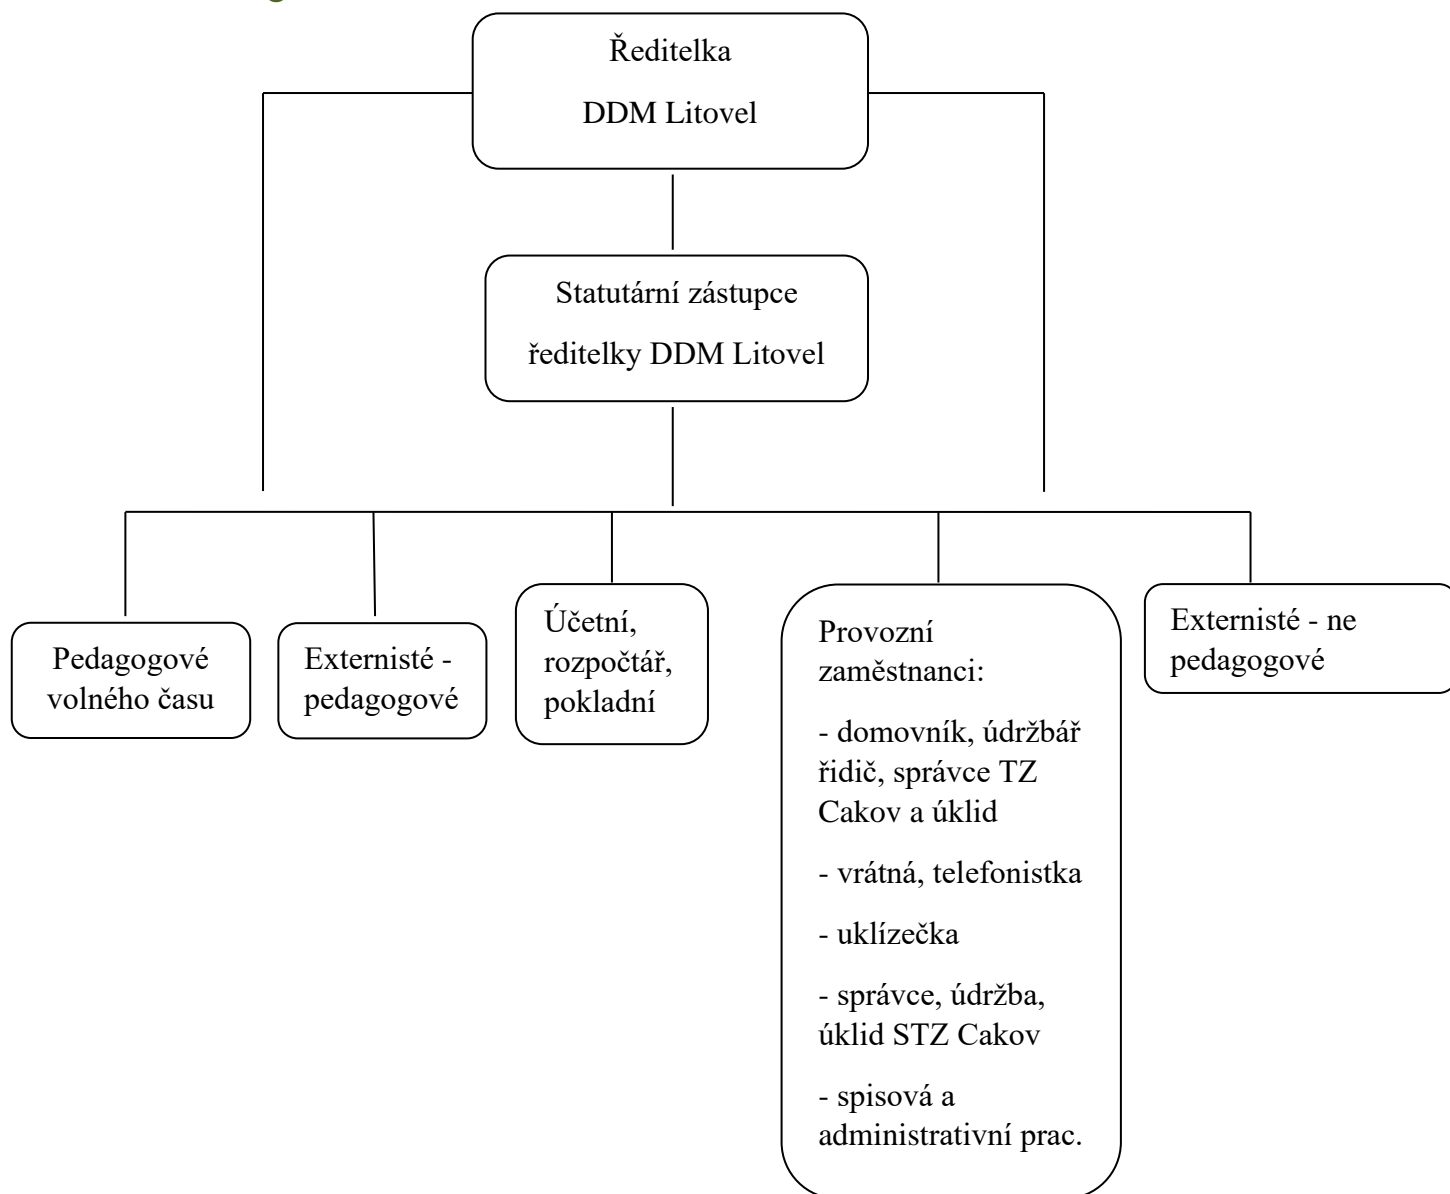 Ředitelka
DDM Litovel
Statutární zástupce
ředitelky DDM Litovel
Pedagogové
volného času
Externisté -
pedagogové
Účetní,
rozpočtář,
pokladní
Provozní
zaměstnanci:
- domovník, údržbář
řidič, správce TZ
Cakov a úklid
- vrátná, telefonistka
- uklízečka
- správce, údržba,
úklid STZ Cakov
- spisová a
administrativní prac.
Externisté - ne
pedagogové